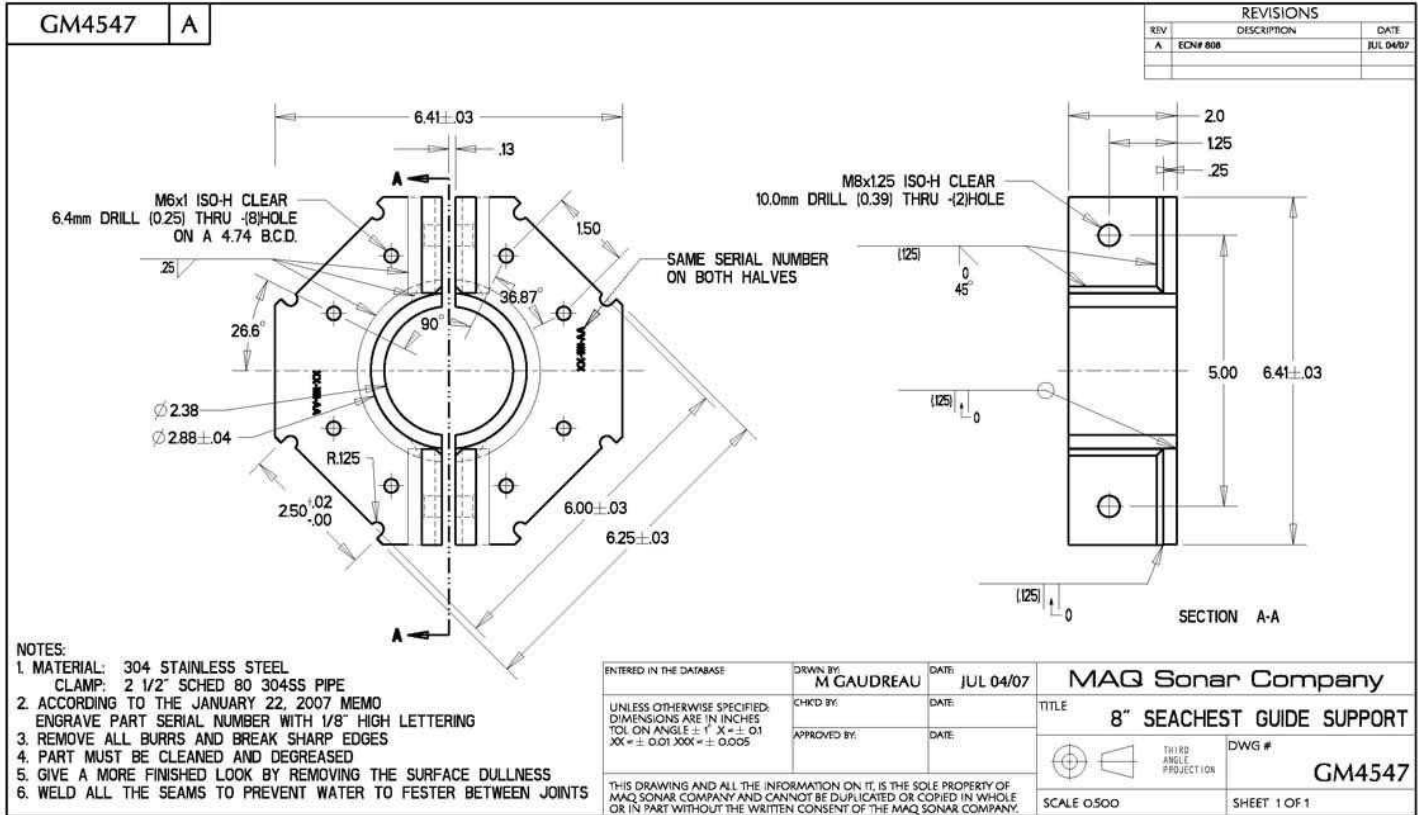 GM4547 A
REVISIONS
REV DESCRIPTION DATE
A ECN# 808 JUL 04/07
6.41±.03
.13
A
M6x1 ISO-H CLEAR
6.4mm DRILL (0.25) THRU -(8)HOLE
ON A 4.74 B.C.D.
.25
26.6°
1.50
SAME SERIAL NUMBER
ON BOTH HALVES
36.87°
90°
XX-###-XX
Ø2.38
Ø2.88±.04
R.125
2.50 +.02 -.00
6.00±.03
6.25±.03
A
2.0
1.25
.25
M8x1.25 ISO-H CLEAR
10.0mm DRILL (0.39) THRU -(2)HOLE
(.125)
0
45°
5.00 6.41±.03
(.125) 0
(.125) 0
SECTION A-A
NOTES:
1. MATERIAL: 304 STAINLESS STEEL
CLAMP: 2 1/2" SCHED 80 304SS PIPE
2. ACCORDING TO THE JANUARY 22, 2007 MEMO
ENGRAVE PART SERIAL NUMBER WITH 1/8" HIGH LETTERING
3. REMOVE ALL BURRS AND BREAK SHARP EDGES
4. PART MUST BE CLEANED AND DEGREASED
5. GIVE A MORE FINISHED LOOK BY REMOVING THE SURFACE DULLNESS
6. WELD ALL THE SEAMS TO PREVENT WATER TO FESTER BETWEEN JOINTS
ENTERED IN THE DATABASE
DRWN BY: M GAUDREAU DATE: JUL 04/07
UNLESS OTHERWISE SPECIFIED:
DIMENSIONS ARE IN INCHES
TOL ON ANGLE ± 1° .X = ± 0.1
.XX = ± 0.01 .XXX = ± 0.005
CHK'D BY: DATE:
APPROVED BY: DATE:
THIS DRAWING AND ALL THE INFORMATION ON IT, IS THE SOLE PROPERTY OF
MAQ SONAR COMPANY AND CANNOT BE DUPLICATED OR COPIED IN WHOLE
OR IN PART WITHOUT THE WRITTEN CONSENT OF THE MAQ SONAR COMPANY.
MAQ Sonar Company
TITLE
8" SEACHEST GUIDE SUPPORT
THIRD
ANGLE
PROJECTION
DWG #
GM4547
SCALE 0.500 SHEET 1 OF 1